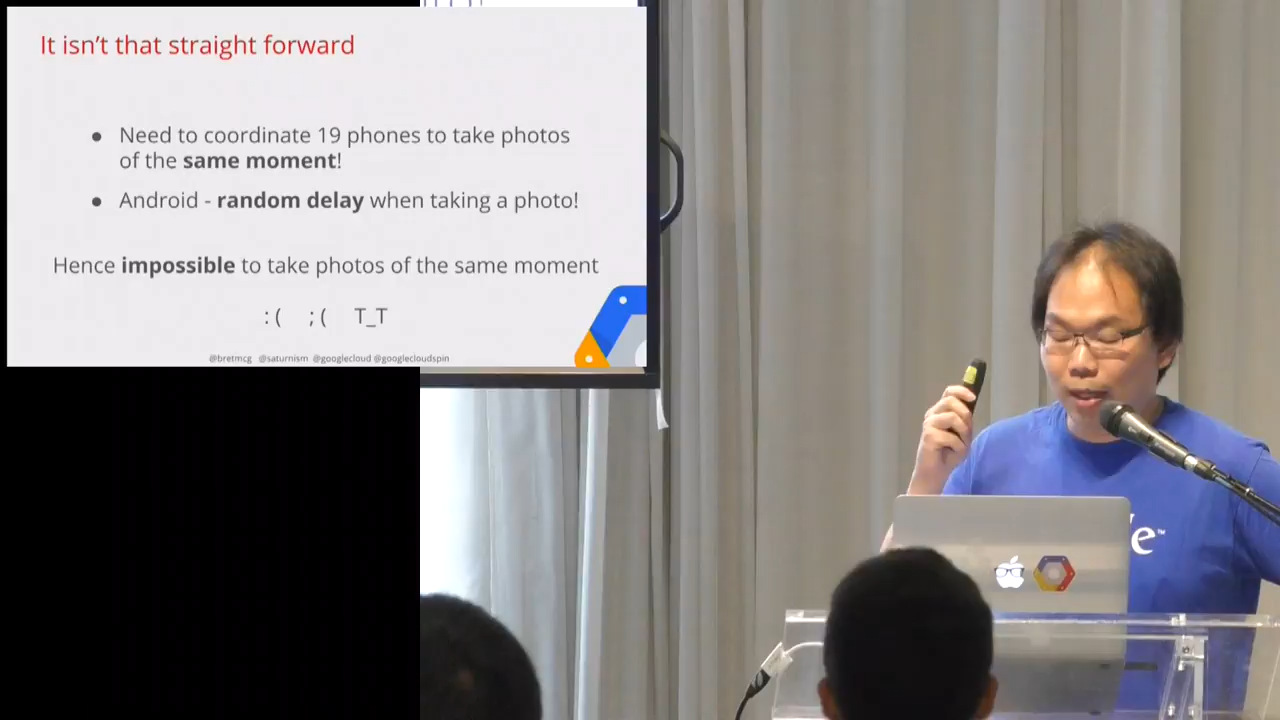 It isn't that straight forward
● Need to coordinate 19 phones to take photos
of the same moment!
● Android - random delay when taking a photo!
Hence impossible to take photos of the same moment
:( ;( T_T
@bretmcg @saturnism @googlecloud @googlecloudspin